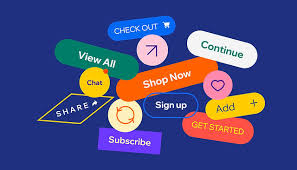 CHECK OUT
View All
Continue
Chat
Shop Now
SHARE
Sign up
Add +
GET STARTED
Subscribe